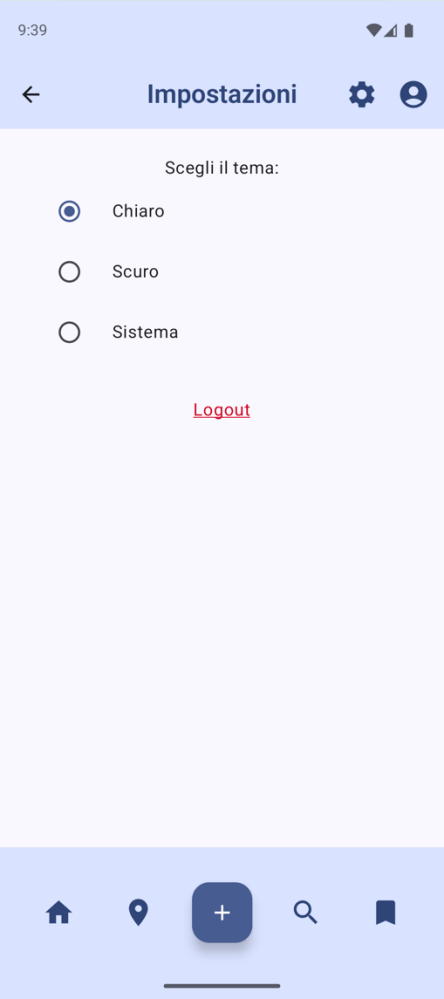 9:39
Impostazioni
Scegli il tema:
Chiaro
Scuro
Sistema
Logout